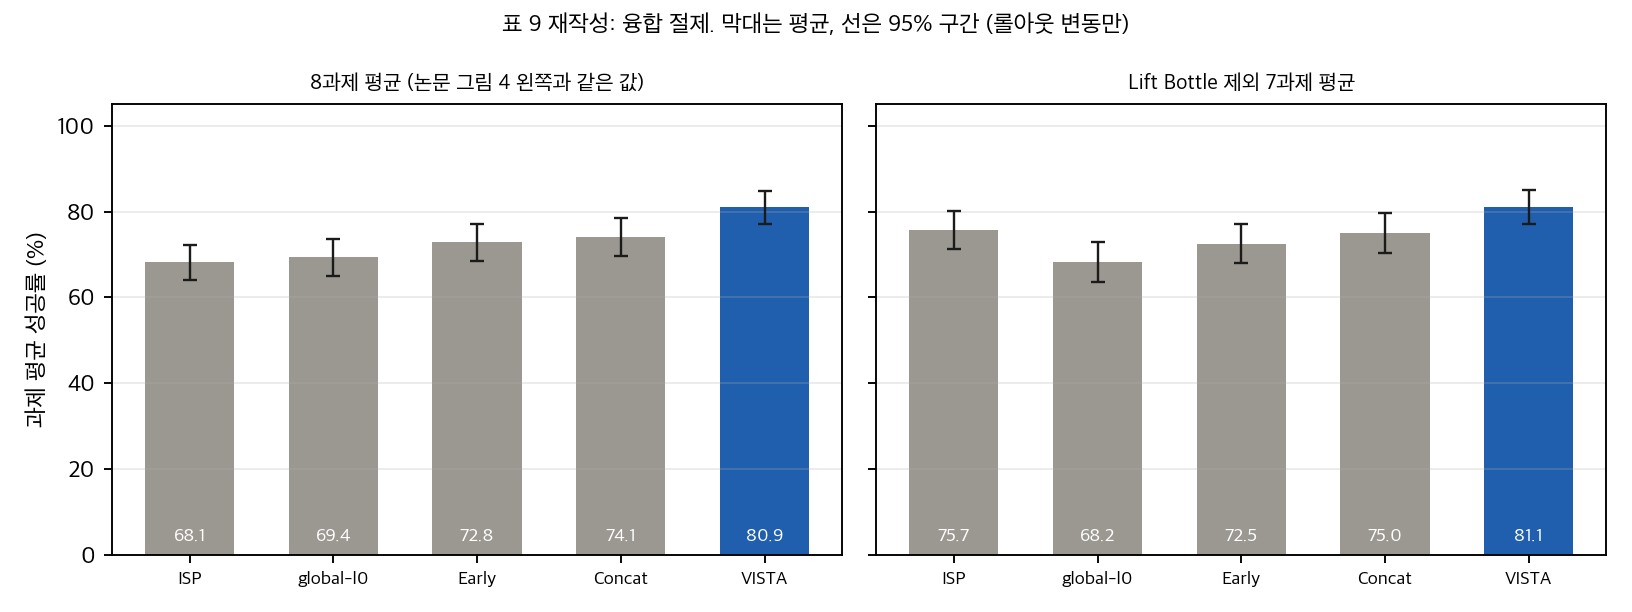 표 9 재작성: 융합 절제. 막대는 평균, 선은 95% 구간 (롤아웃 변동만)
8과제 평균 (논문 그림 4 왼쪽과 같은 값)
과제 평균 성공률 (%)
100
80
60
40
20
0
68.1
69.4
72.8
74.1
80.9
ISP
global-l0
Early
Concat
VISTA
Lift Bottle 제외 7과제 평균
75.7
68.2
72.5
75.0
81.1
ISP
global-l0
Early
Concat
VISTA